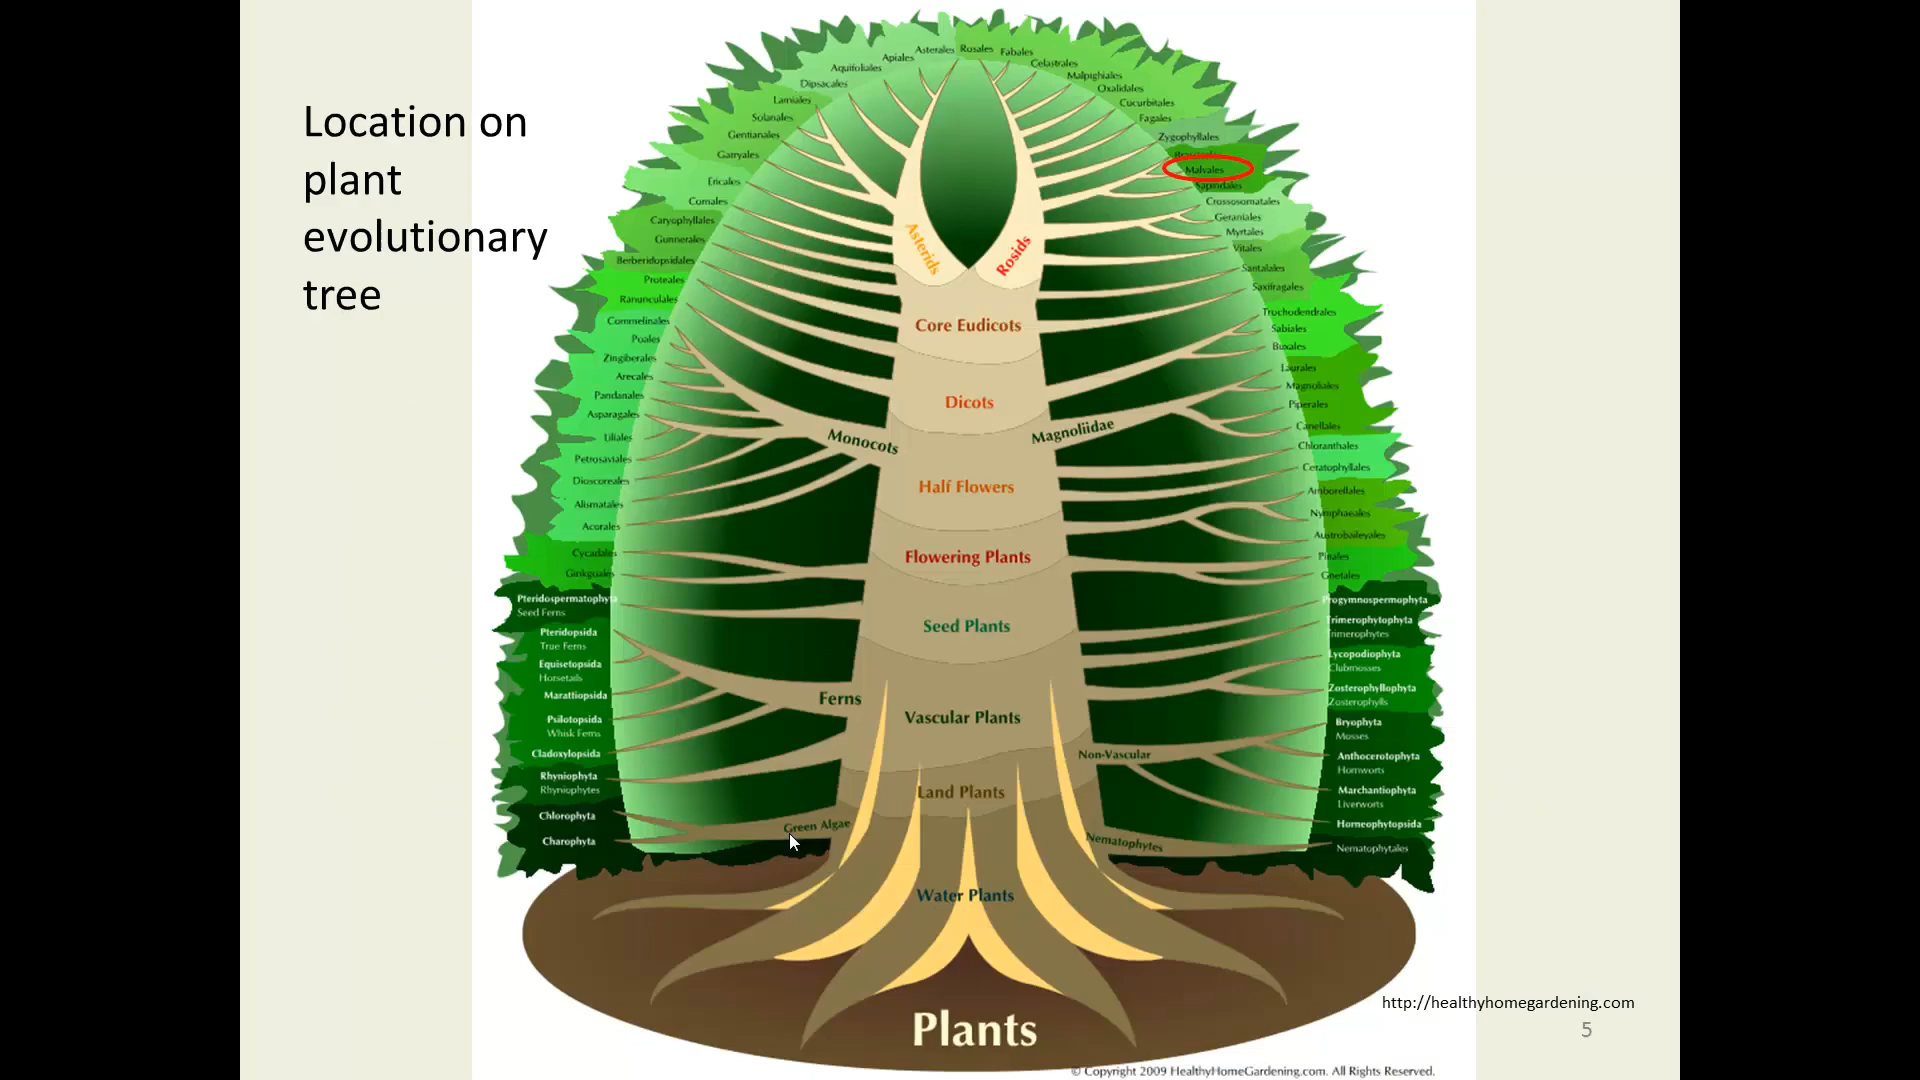 Location on
plant
evolutionary
tree
Asterales
Rosales
Fabales
Apiales
Celastrales
Aquifoliales
Malpighiales
Dipsacales
Oxalidales
Lamiales
Cucurbitales
Solanales
Fagales
Gentianales
Zygophyllales
Garryales
Malvales
Ericales
Sapindales
Cornales
Crossosomatales
Caryophyllales
Geraniales
Gunnerales
Myrtales
Berberidopsidales
Vitales
Proteales
Santalales
Ranunculales
Saxifragales
Commelinales
Trochodendrales
Poales
Sabiales
Zingiberales
Buxales
Arecales
Laurales
Pandanales
Magnoliales
Asparagales
Piperales
Liliales
Canellales
Petrosaviales
Chloranthales
Dioscoreales
Ceratophyllales
Alismatales
Amborellales
Acorales
Nymphaeales
Cycadales
Austrobaileyales
Ginkgoales
Pinales
Gnetales
Pteridospermatophyta
Seed Ferns
Progymnospermophyta
Pteridopsida
True Ferns
Trimerophytophyta
Trimerophytes
Equisetopsida
Horsetails
Lycopodiophyta
Clubmosses
Marattiopsida
Zosterophyllophyta
Zosterophylls
Psilotopsida
Whisk Ferns
Bryophyta
Mosses
Cladoxylopsida
Anthocerotophyta
Hornworts
Rhyniophyta
Rhyniophytes
Marchantiophyta
Liverworts
Chlorophyta
Horneophytopsida
Charophyta
Nematophytales
Asterids
Rosids
Core Eudicots
Dicots
Monocots
Magnoliidae
Half Flowers
Flowering Plants
Seed Plants
Ferns
Vascular Plants
Non-Vascular
Land Plants
Green Algae
Nematophytes
Water Plants
Plants
http://healthyhomegardening.com
5
© Copyright 2009 HealthyHomeGardening.com. All Rights Reserved.